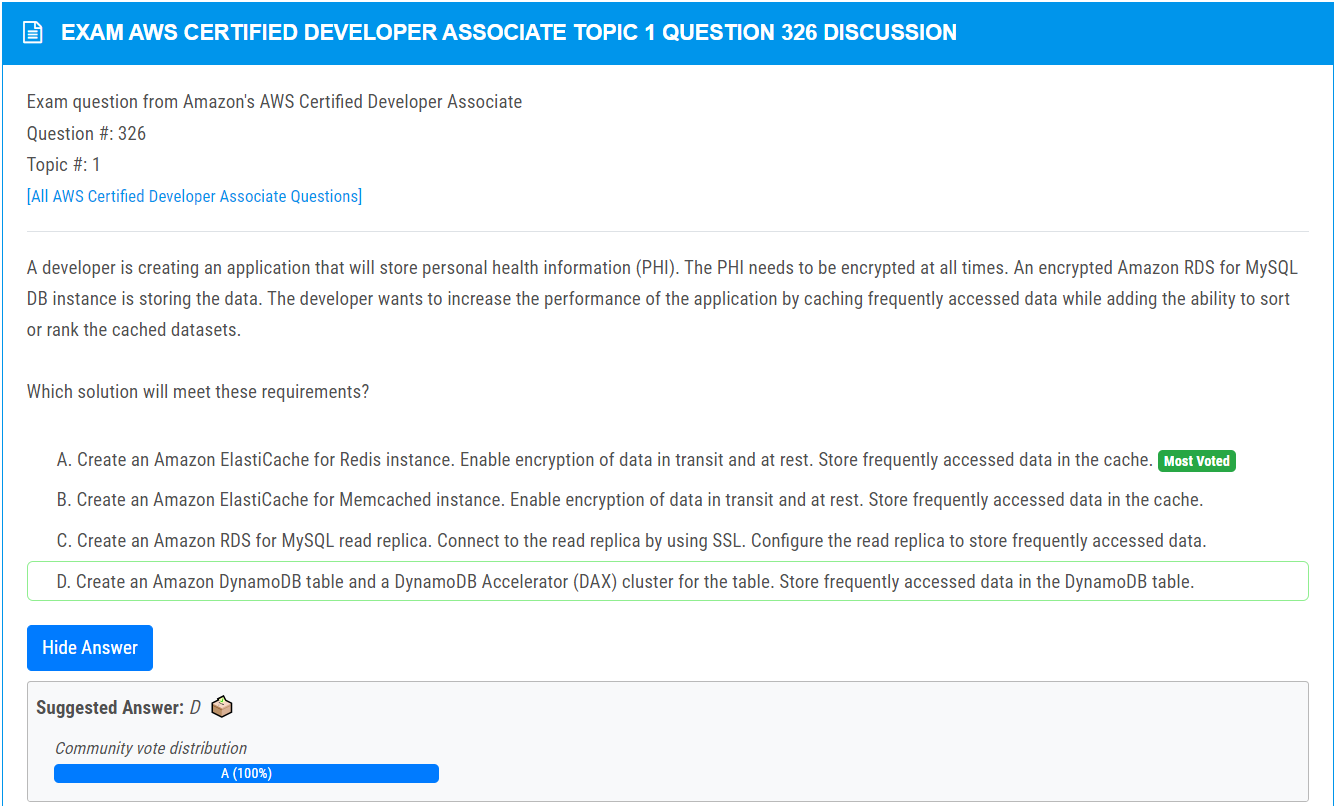 EXAM AWS CERTIFIED DEVELOPER ASSOCIATE TOPIC 1 QUESTION 326 DISCUSSION
Exam question from Amazon's AWS Certified Developer Associate
Question #: 326
Topic #: 1
[All AWS Certified Developer Associate Questions]
A developer is creating an application that will store personal health information (PHI). The PHI needs to be encrypted at all times. An encrypted Amazon RDS for MySQL
DB instance is storing the data. The developer wants to increase the performance of the application by caching frequently accessed data while adding the ability to sort
or rank the cached datasets.
Which solution will meet these requirements?
A. Create an Amazon ElastiCache for Redis instance. Enable encryption of data in transit and at rest. Store frequently accessed data in the cache. Most Voted
B. Create an Amazon ElastiCache for Memcached instance. Enable encryption of data in transit and at rest. Store frequently accessed data in the cache.
C. Create an Amazon RDS for MySQL read replica. Connect to the read replica by using SSL. Configure the read replica to store frequently accessed data.
D. Create an Amazon DynamoDB table and a DynamoDB Accelerator (DAX) cluster for the table. Store frequently accessed data in the DynamoDB table.
Hide Answer
Suggested Answer: D
Community vote distribution
A (100%)